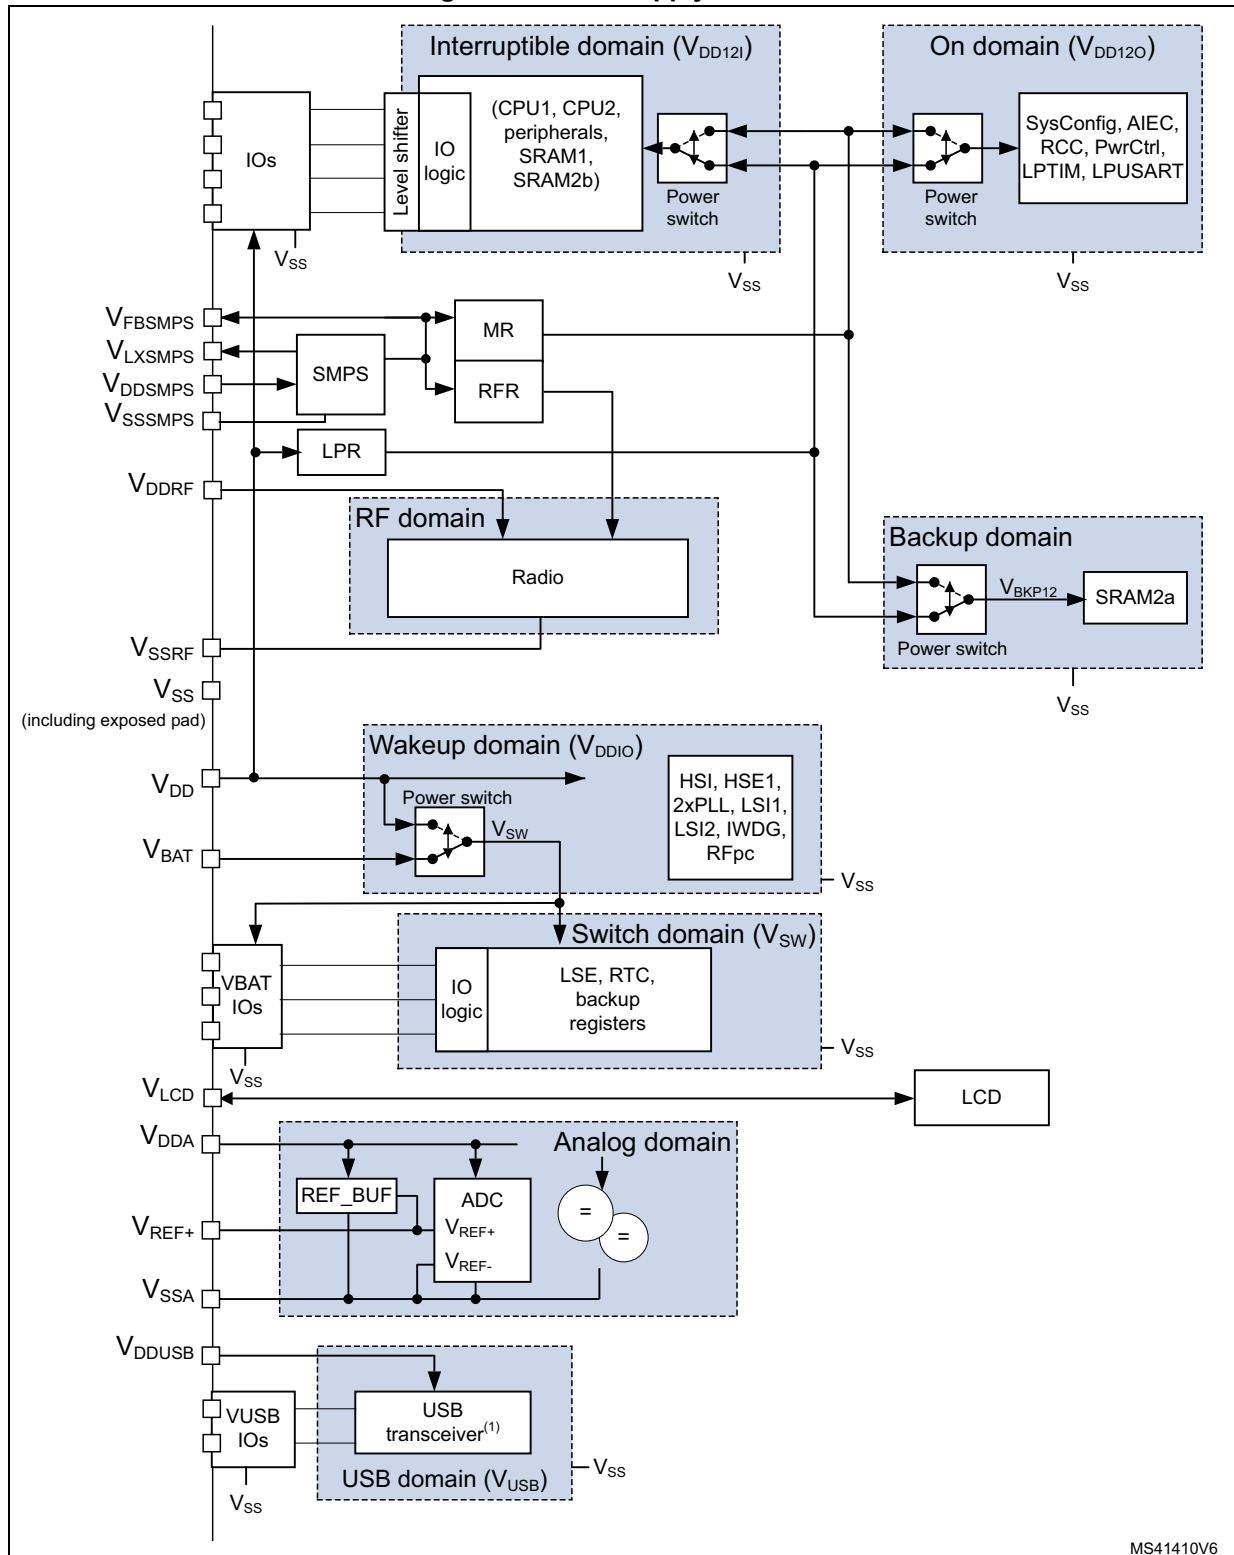 Interruptible domain (VDD12I)
On domain (VDD12O)
IOs
Level shifter
IO
logic
(CPU1, CPU2,
peripherals,
SRAM1,
SRAM2b)
Power
switch
Power
switch
SysConfig, AIEC,
RCC, PwrCtrl,
LPTIM, LPUSART
VSS
VSS
VSS
VFBSMPS
VLXSMPS
VDDSMPS
VSSSMPS
SMPS
MR
RFR
LPR
VDDRF
RF domain
Radio
VSSRF
Backup domain
VBKP12
SRAM2a
Power switch
VSS
VSS
(including exposed pad)
Wakeup domain (VDDIO)
VDD
Power switch
VSW
VBAT
HSI, HSE1,
2xPLL, LSI1,
LSI2, IWDG,
RFpc
VSS
Switch domain (VSW)
VBAT
IOs
IO
logic
LSE, RTC,
backup
registers
VSS
VSS
VLCD
LCD
VDDA
Analog domain
REF_BUF
ADC
VREF+
VREF-
=
=
VREF+
VSSA
VDDUSB
VUSB
IOs
USB
transceiver(1)
USB domain (VUSB)
VSS
VSS
MS41410V6